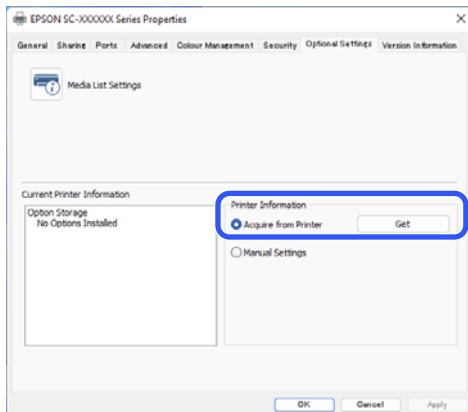 EPSON SC-XXXXXX Series Properties
General Sharing Ports Advanced Colour Management Security Optional Settings Version Information
Media List Settings
Current Printer Information
Option Storage
No Options Installed
Printer Information
Acquire from Printer Get
Manual Settings
OK Cancel Apply